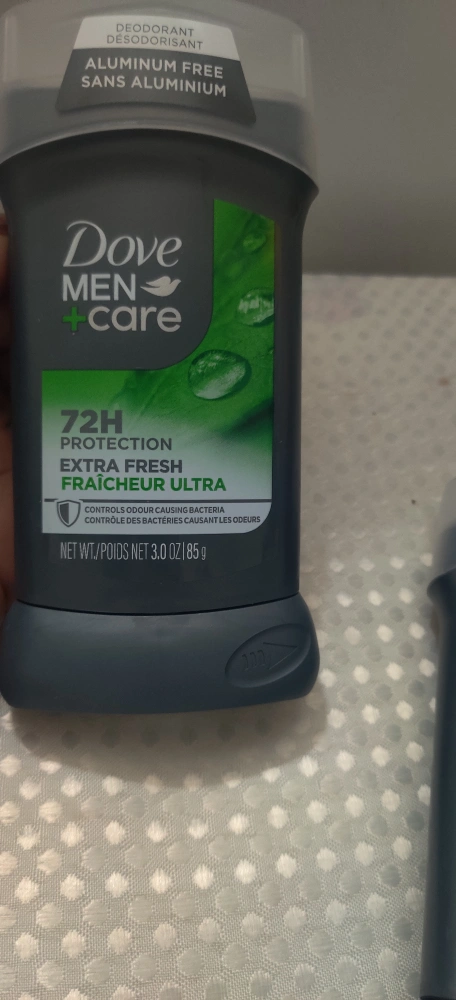 DEODORANT
DÉSODORISANT
ALUMINUM FREE
SANS ALUMINIUM
Dove
MEN
+care
72H
PROTECTION
EXTRA FRESH
FRAÎCHEUR ULTRA
CONTROLS ODOUR CAUSING BACTERIA
CONTRÔLE DES BACTÉRIES CAUSANT LES ODEURS
NET WT./POIDS NET 3.0 OZ | 85 g